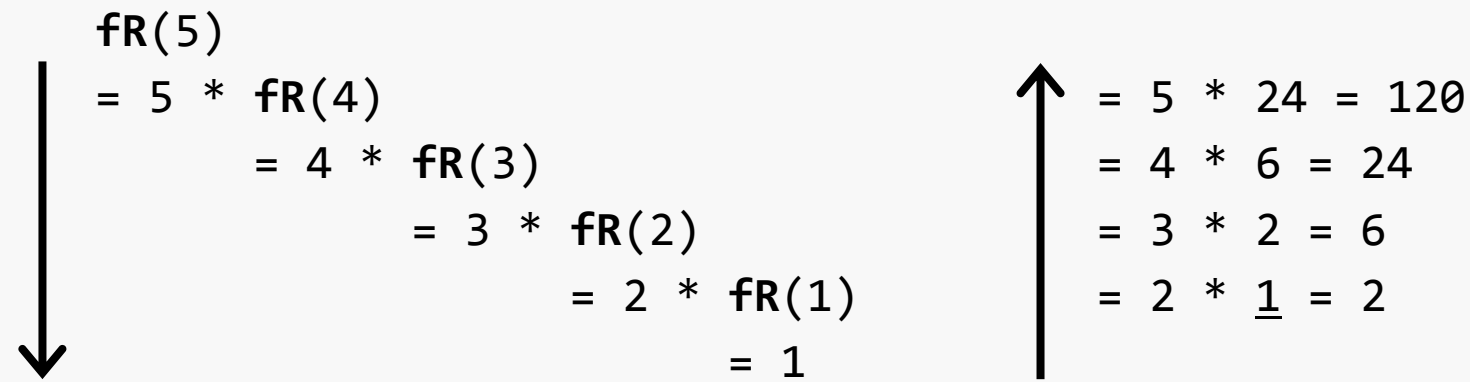 fR(5)
= 5 * fR(4)
= 4 * fR(3)
= 3 * fR(2)
= 2 * fR(1)
= 1
= 5 * 24 = 120
= 4 * 6 = 24
= 3 * 2 = 6
= 2 * 1 = 2